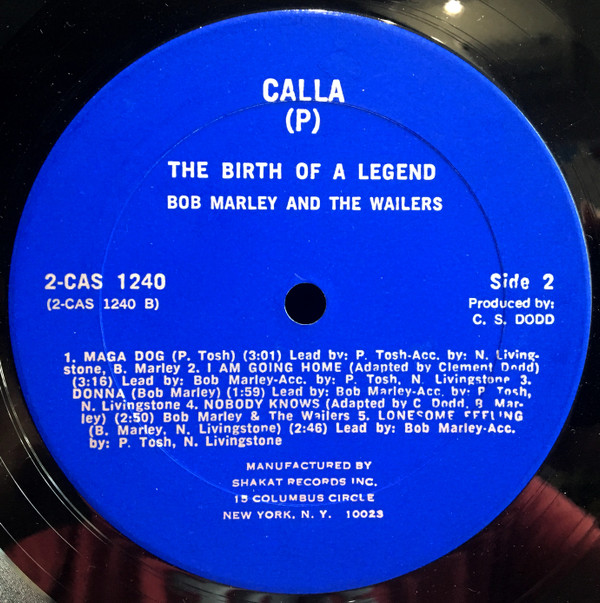 CALLA
(P)
THE BIRTH OF A LEGEND
BOB MARLEY AND THE WAILERS
2-CAS 1240
(2-CAS 1240 B)
Side 2
Produced by:
C. S. DODD
1. MAGA DOG (P. Tosh) (3:01) Lead by: P. Tosh-Acc. by: N. Living-
stone, B. Marley 2. I AM GOING HOME (Adapted by Clement Dodd)
(3:16) Lead by: Bob Marley-Acc. by: P. Tosh, N. Livingstone 3.
DONNA (Bob Marley) (1:59) Lead by: Bob Marley-Acc. by: P. Tosh,
N. Livingstone 4. NOBODY KNOWS (Adapted by C. Dodd, B. Mar-
ley) (2:50) Bob Marley & The Wailers 5. LONESOME FEELING
(B. Marley, N. Livingstone) (2:46) Lead by: Bob Marley-Acc.
by: P. Tosh, N. Livingstone
MANUFACTURED BY
SHAKAT RECORDS INC.
15 COLUMBUS CIRCLE
NEW YORK, N. Y. 10023